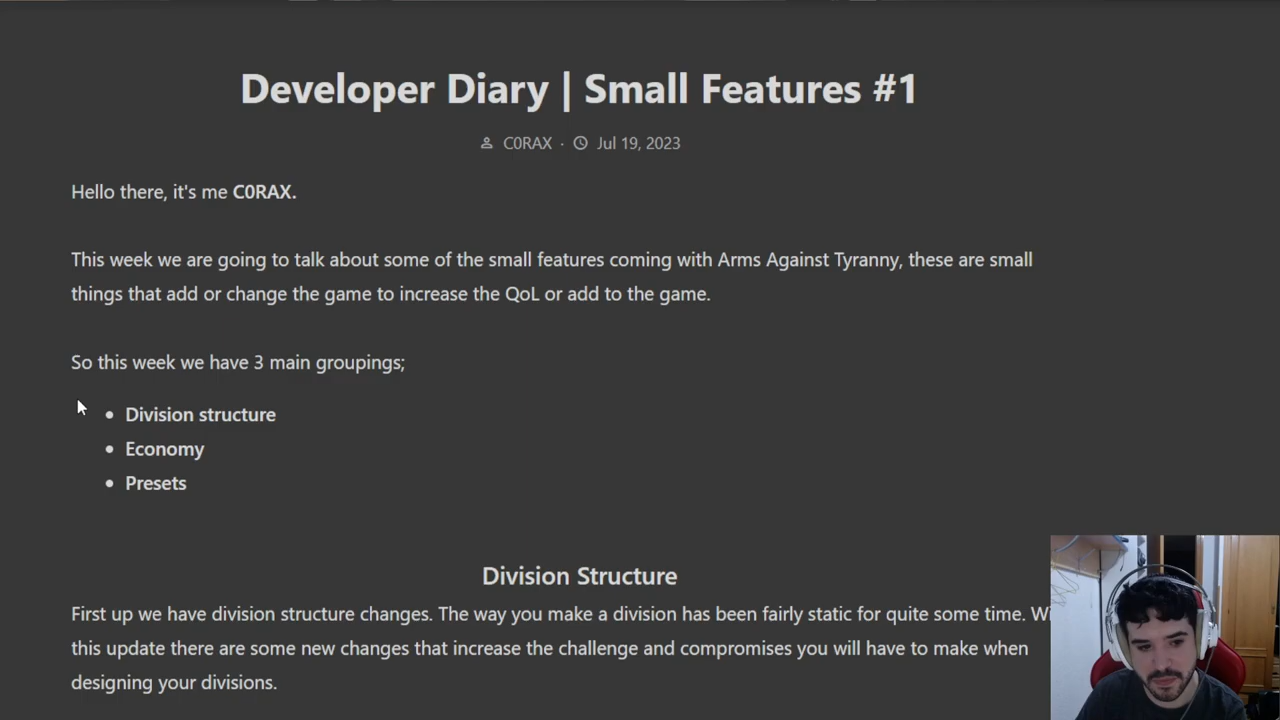 Developer Diary | Small Features #1
C0RAX · Jul 19, 2023
Hello there, it's me C0RAX.
This week we are going to talk about some of the small features coming with Arms Against Tyranny, these are small
things that add or change the game to increase the QoL or add to the game.
So this week we have 3 main groupings;
• Division structure
• Economy
• Presets
Division Structure
First up we have division structure changes. The way you make a division has been fairly static for quite some time.
this update there are some new changes that increase the challenge and compromises you will have to make when
designing your divisions.